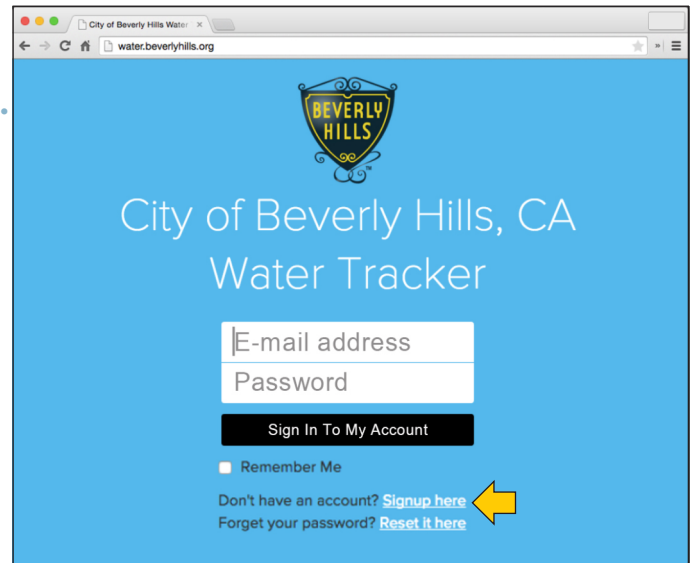 City of Beverly Hills Water
water.beverlyhills.org
BEVERLY
HILLS
TM
City of Beverly Hills, CA
Water Tracker
E-mail address
Password
Sign In To My Account
Remember Me
Don't have an account? Signup here
Forget your password? Reset it here